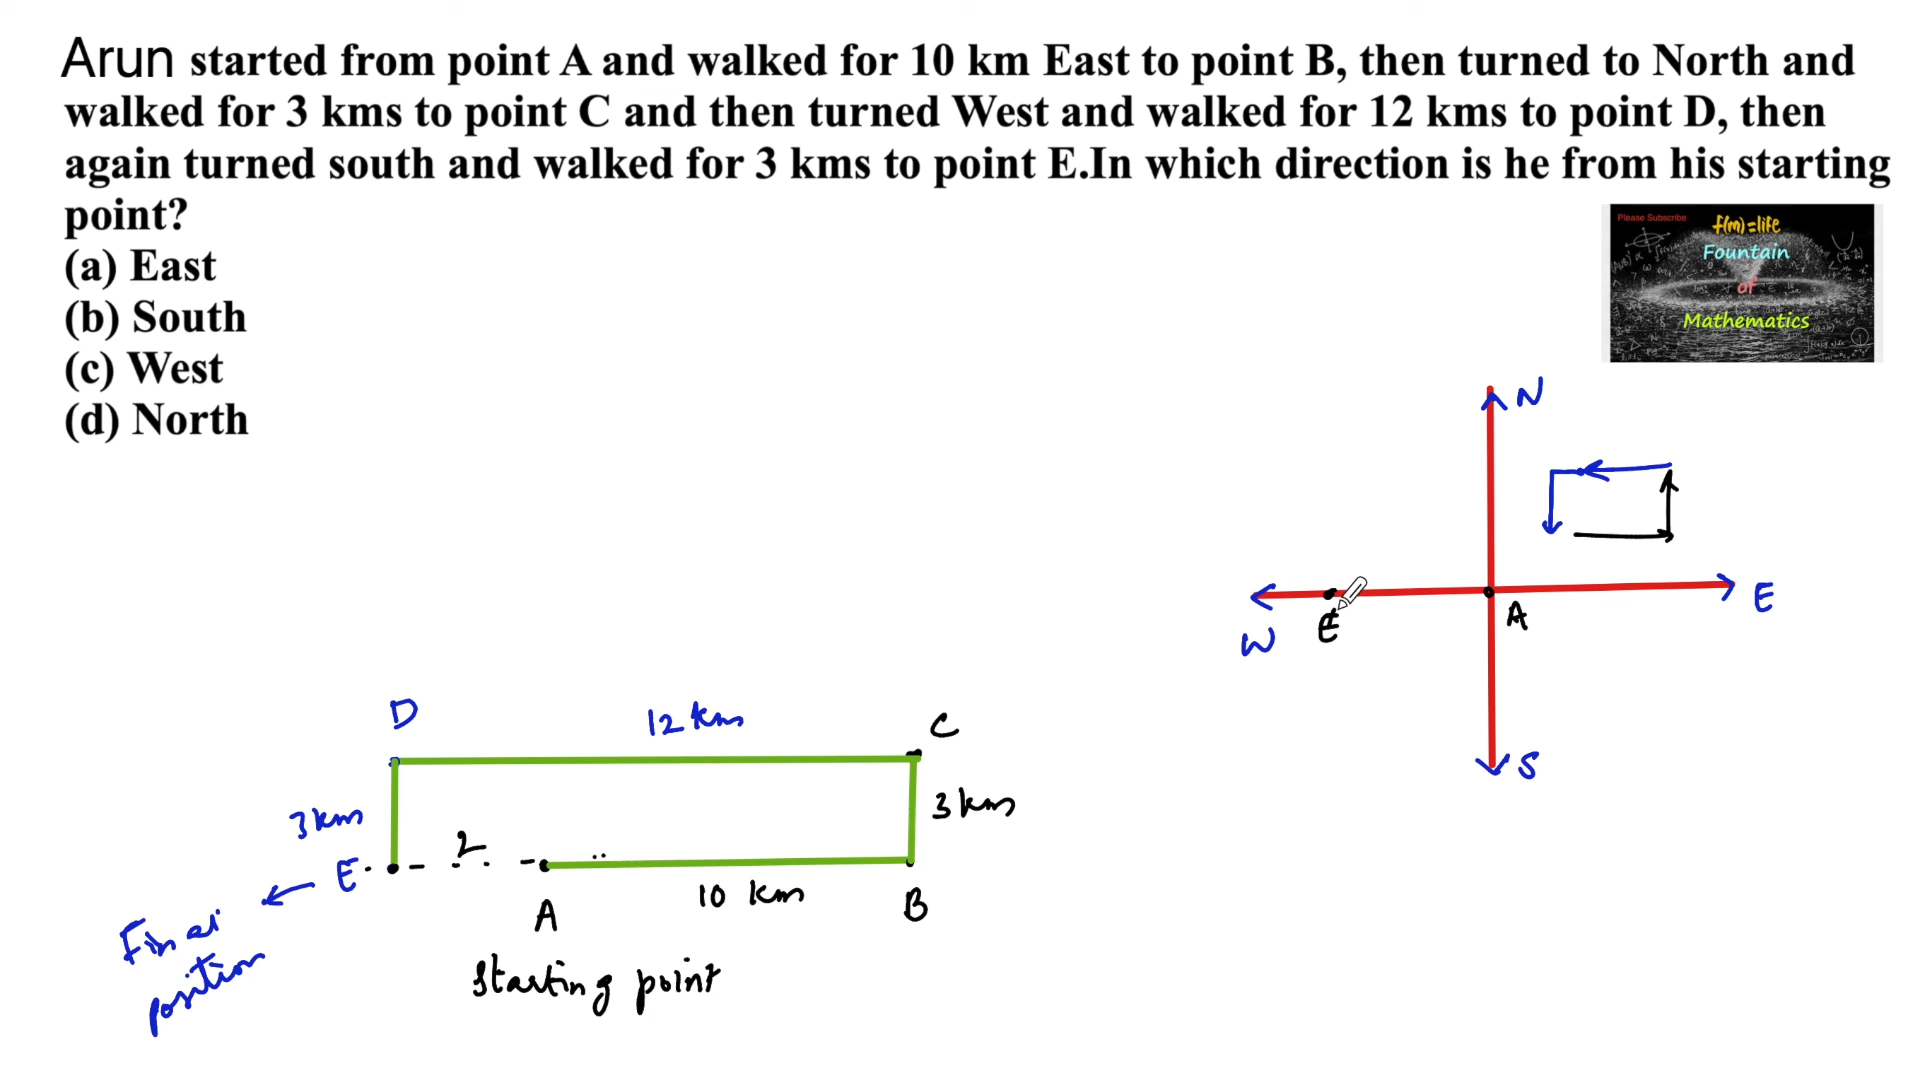 Arun started from point A and walked for 10 km East to point B, then turned to North and
walked for 3 kms to point C and then turned West and walked for 12 kms to point D, then
again turned south and walked for 3 kms to point E.In which direction is he from his starting
point?
(a) East
(b) South
(c) West
(d) North
Please Subscribe
f(m)=life
Fountain
of
Mathematics
N
W
E
A
E
S
D
12 km
C
3 km
3 km
2
E
A
10 km
B
Final
position
Starting point